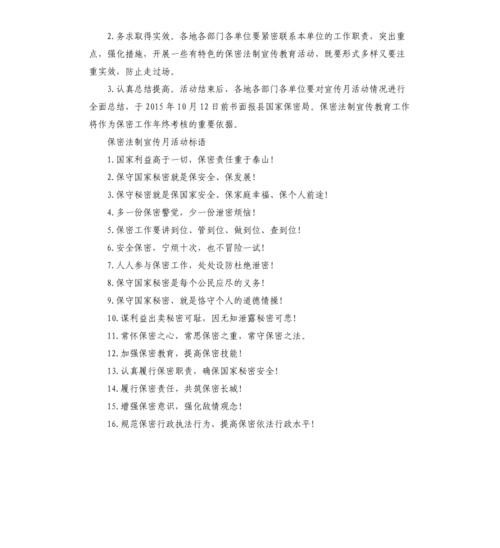 2.务求取得实效。各地各部门各单位要紧密联系本单位的工作职责，突出重
点，强化措施，开展一些有特色的保密法制宣传教育活动，既要形式多样又要注
重实效，防止走过场。
3.认真总结提高。活动结束后，各地各部门各单位要对宣传月活动情况进行
全面总结，于 2015 年 10 月 12 日前书面报县国家保密局。保密法制宣传教育工作
将作为保密工作年终考核的重要依据。
保密法制宣传月活动标语
1.国家利益高于一切，保密责任重于泰山！
2.保守国家秘密就是保安全、保发展！
3.保守秘密就是保国家安全、保家庭幸福、保个人前途！
4.多一份保密警觉，少一份泄密烦恼！
5.保密工作要讲到位、管到位、做到位、查到位！
6.安全保密，宁烦十次，也不冒险一试！
7.人人参与保密工作，处处设防杜绝泄密！
8.保守国家秘密是每个公民应尽的义务！
9.保守国家秘密，就是恪守个人的道德情操！
10.谋利益出卖秘密可耻，因无知泄露秘密可悲！
11.常怀保密之心，常思保密之重，常守保密之法。
12.加强保密教育，提高保密技能！
13.认真履行保密职责，确保国家秘密安全！
14.履行保密责任，共筑保密长城！
15.增强保密意识，强化敌情观念！
16.规范保密行政执法行为、提高保密依法行政水平！